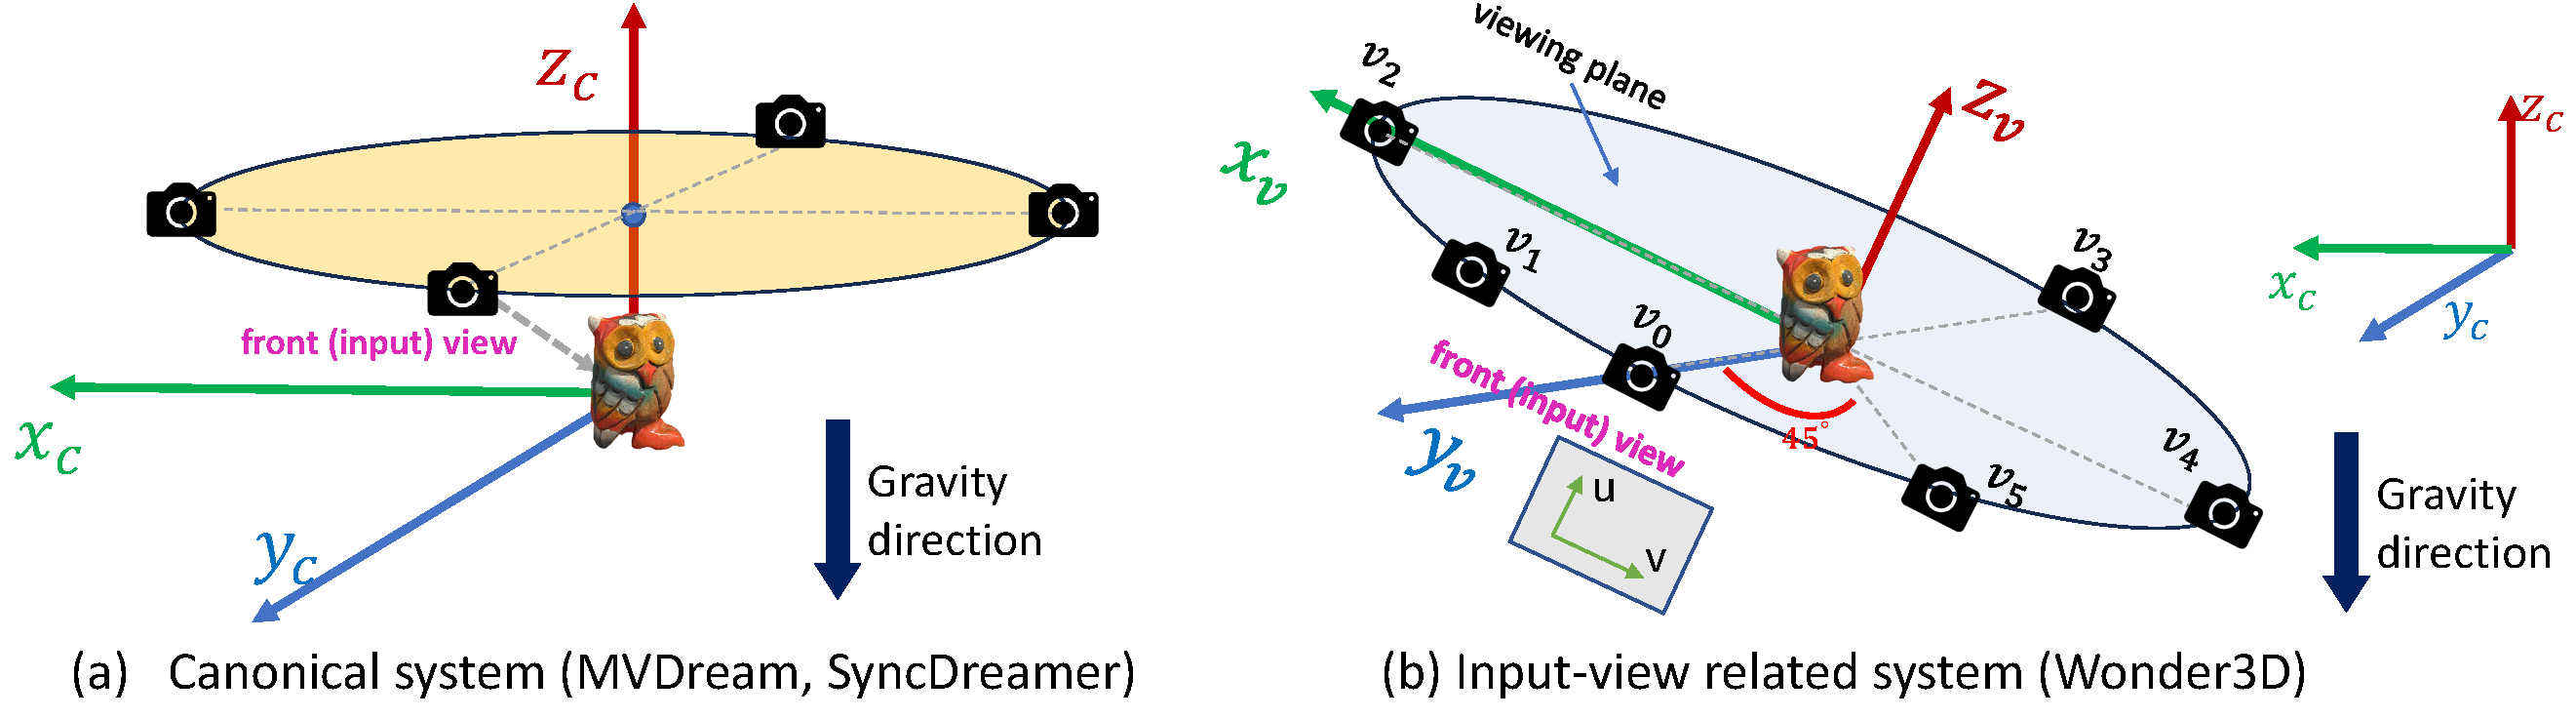 z_c
front (input) view
x_c
y_c
Gravity
direction
(a) Canonical system (MVDream, SyncDreamer)
viewing plane
v_2
x_v
z_v
v_1
v_0
v_3
front (input) view
y_v
45°
v_4
v_5
u
v
z_c
x_c
y_c
Gravity
direction
(b) Input-view related system (Wonder3D)